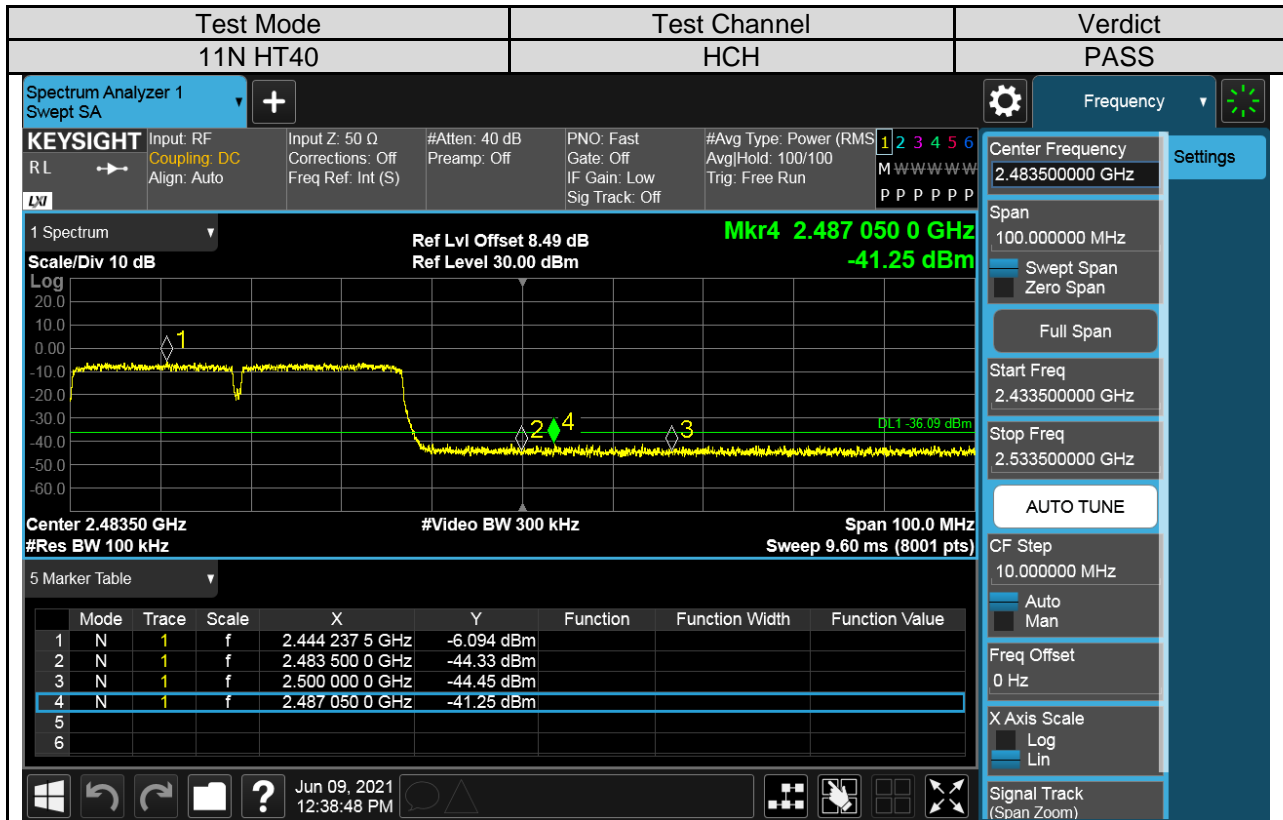 Test Mode Test Channel Verdict
11N HT40 HCH PASS
Spectrum Analyzer 1
Swept SA
+
Frequency
KEYSIGHT
RL
LXI
Input: RF
Coupling: DC
Align: Auto
Input Z: 50 Ω
Corrections: Off
Freq Ref: Int (S)
#Atten: 40 dB
Preamp: Off
PNO: Fast
Gate: Off
IF Gain: Low
Sig Track: Off
#Avg Type: Power (RMS
Avg|Hold: 100/100
Trig: Free Run
1 2 3 4 5 6
M W W W W W
P P P P P P
1 Spectrum
Scale/Div 10 dB
Ref Lvl Offset 8.49 dB
Ref Level 30.00 dBm
Mkr4 2.487 050 0 GHz
-41.25 dBm
Log
20.0
10.0
0.00
-10.0
-20.0
-30.0
-40.0
-50.0
-60.0
1
2
4
3
DL1 -36.09 dBm
Center 2.48350 GHz #Video BW 300 kHz Span 100.0 MHz
#Res BW 100 kHz Sweep 9.60 ms (8001 pts)
5 Marker Table
Mode Trace Scale X Y Function Function Width Function Value
1 N 1 f 2.444 237 5 GHz -6.094 dBm
2 N 1 f 2.483 500 0 GHz -44.33 dBm
3 N 1 f 2.500 000 0 GHz -44.45 dBm
4 N 1 f 2.487 050 0 GHz -41.25 dBm
5
6
?
Jun 09, 2021
12:38:48 PM
Center Frequency
2.483500000 GHz
Settings
Span
100.000000 MHz
Swept Span
Zero Span
Full Span
Start Freq
2.433500000 GHz
Stop Freq
2.533500000 GHz
AUTO TUNE
CF Step
10.000000 MHz
Auto
Man
Freq Offset
0 Hz
X Axis Scale
Log
Lin
Signal Track
(Span Zoom)